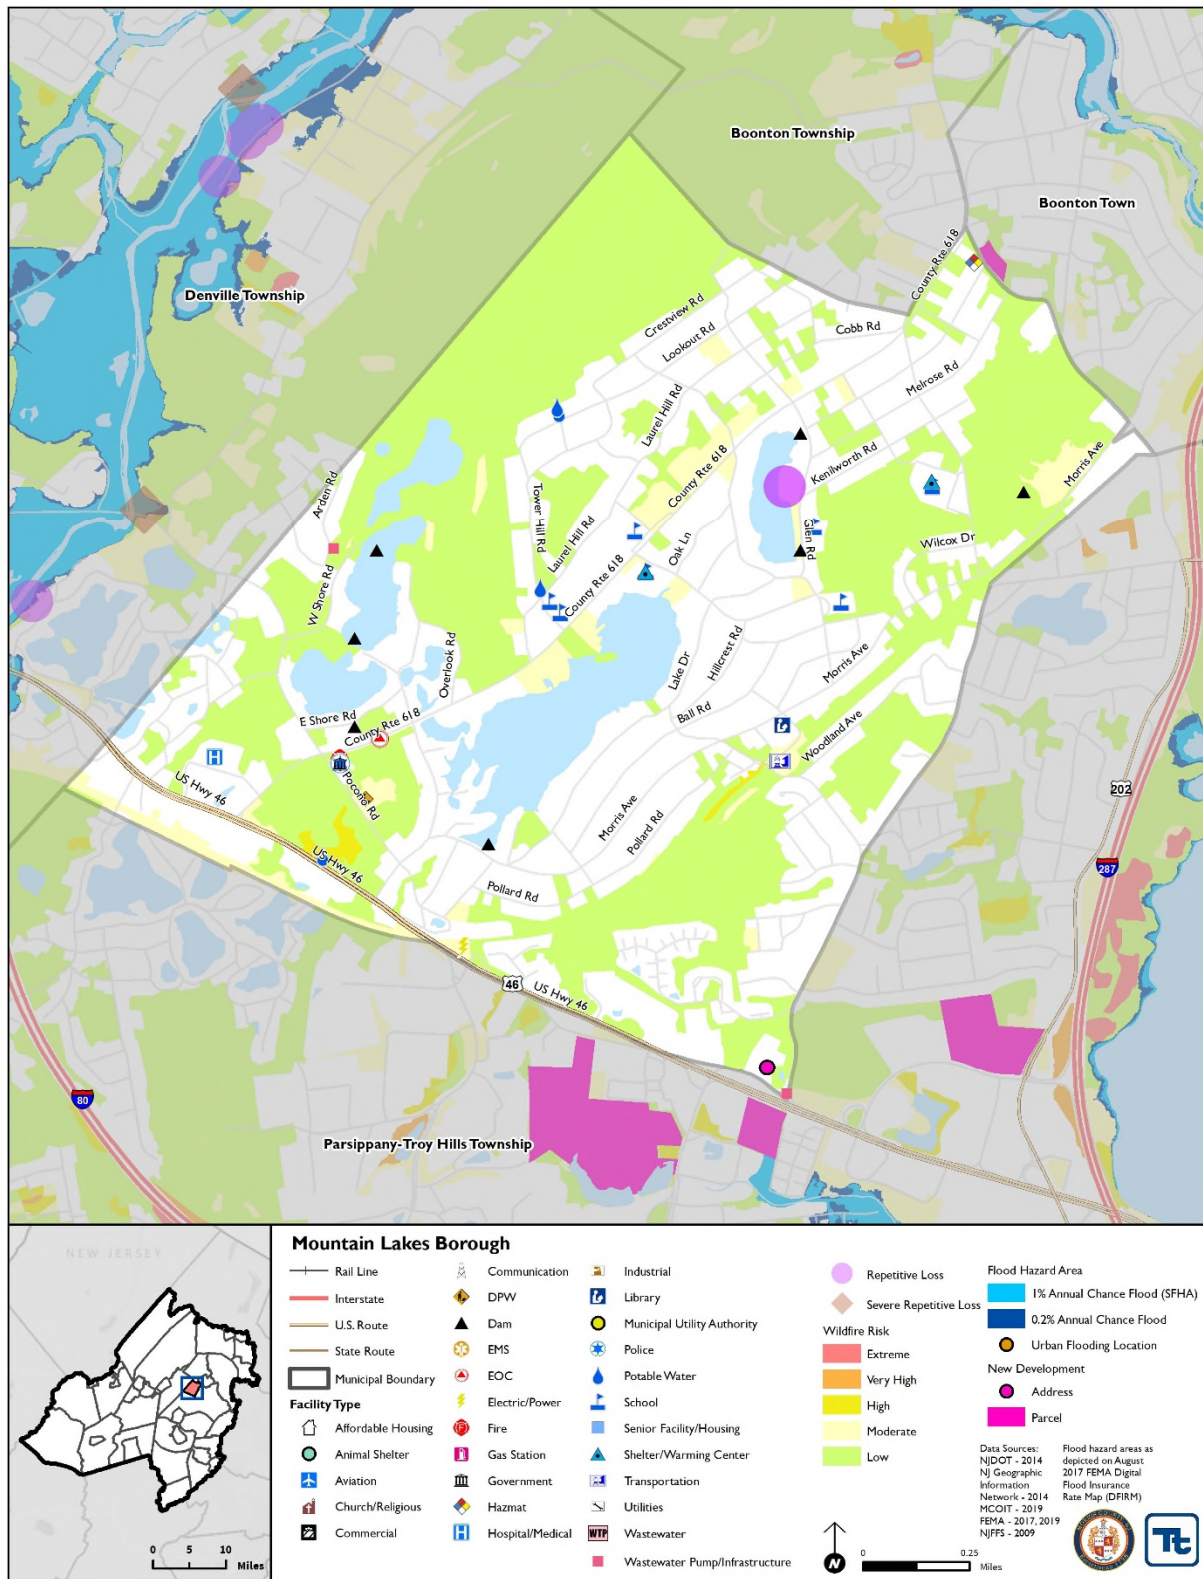 Boonton Township
Boonton Town
County Rte 618
Denville Township
Crestview Rd
Cobb Rd
Lookout Rd
Melrose Rd
Laurel Hill Rd
County Rte 618
Kenilworth Rd
Morris Ave
Arden Rd
Tower Hill Rd
Laurel Hill Rd
Oak Ln
Glen Rd
Wilcox Dr
W Shore Rd
County Rte 618
Overlook Rd
Lake Dr
Hillcrest Rd
Morris Ave
E Shore Rd
County Rte 618
Ball Rd
Woodland Ave
US Hwy 46
Pocono Rd
202
Morris Ave
Pollard Rd
US Hwy 46
287
Pollard Rd
46
US Hwy 46
80
Parsippany-Troy Hills Township
NEW JERSEY
0 5 10
Miles
Mountain Lakes Borough
Rail Line
Interstate
U.S. Route
State Route
Municipal Boundary
Facility Type
Affordable Housing
Animal Shelter
Aviation
Church/Religious
Commercial
Communication
DPW
Dam
EMS
EOC
Electric/Power
Fire
Gas Station
Government
Hazmat
Hospital/Medical
Industrial
Library
Municipal Utility Authority
Police
Potable Water
School
Senior Facility/Housing
Shelter/Warming Center
Transportation
Utilities
WTP Wastewater
Wastewater Pump/Infrastructure
Repetitive Loss
Severe Repetitive Loss
Wildfire Risk
Extreme
Very High
High
Moderate
Low
N
0 0.25
Miles
Flood Hazard Area
1% Annual Chance Flood (SFHA)
0.2% Annual Chance Flood
Urban Flooding Location
New Development
Address
Parcel
Data Sources:
NJDOT - 2014
NJ Geographic
Information
Network - 2014
MCOIT - 2019
FEMA - 2017, 2019
NJFFS - 2009
Flood hazard areas as
depicted on August
2017 FEMA Digital
Flood Insurance
Rate Map (DFIRM)
Tt